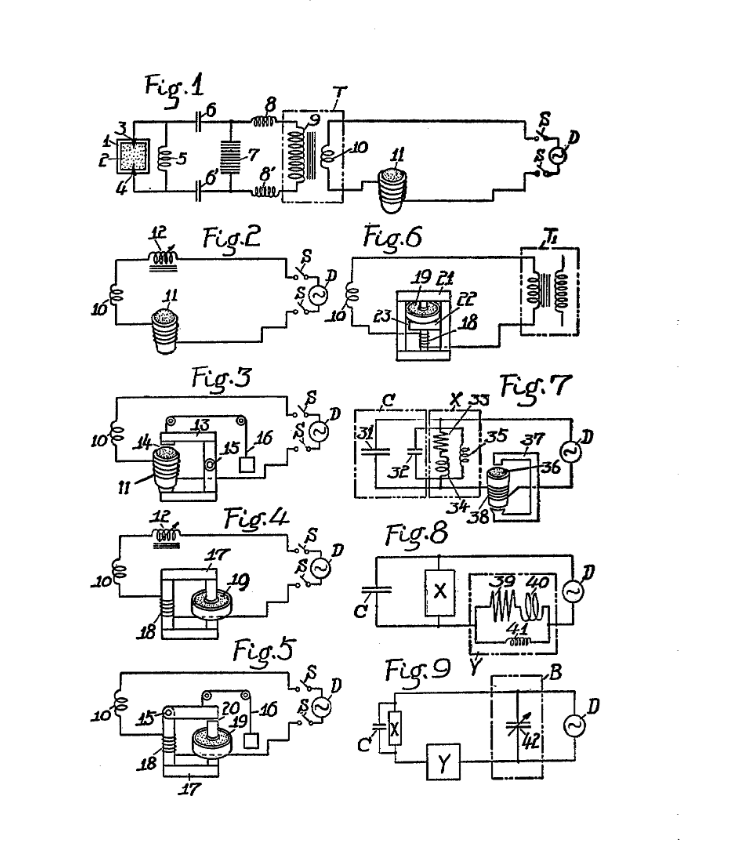 Fig.1
T
6
8
9
3
1
2
4
5
7
10
6'
8'
11
S
S
D
Fig.2
12
10
11
S
S
D
Fig.6
T₁
19
21
22
23
18
10
Fig.3
10
14
11
13
15
16
S
S
D
Fig.7
C
X
33
31
32
35
34
37
36
38
D
Fig.4
12
10
17
19
18
S
S
D
Fig.8
C
X
39
40
41
Y
D
Fig.5
10
15
20
16
19
18
17
S
S
D
Fig.9
B
C
X
Y
42
D